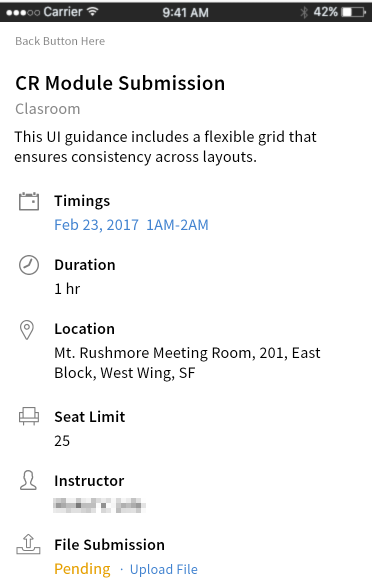 Carrier 9:41 AM 42%
Back Button Here
CR Module Submission
Clasroom
This UI guidance includes a flexible grid that
ensures consistency across layouts.
Timings
Feb 23, 2017 1AM-2AM
Duration
1 hr
Location
Mt. Rushmore Meeting Room, 201, East
Block, West Wing, SF
Seat Limit
25
Instructor
File Submission
Pending · Upload File